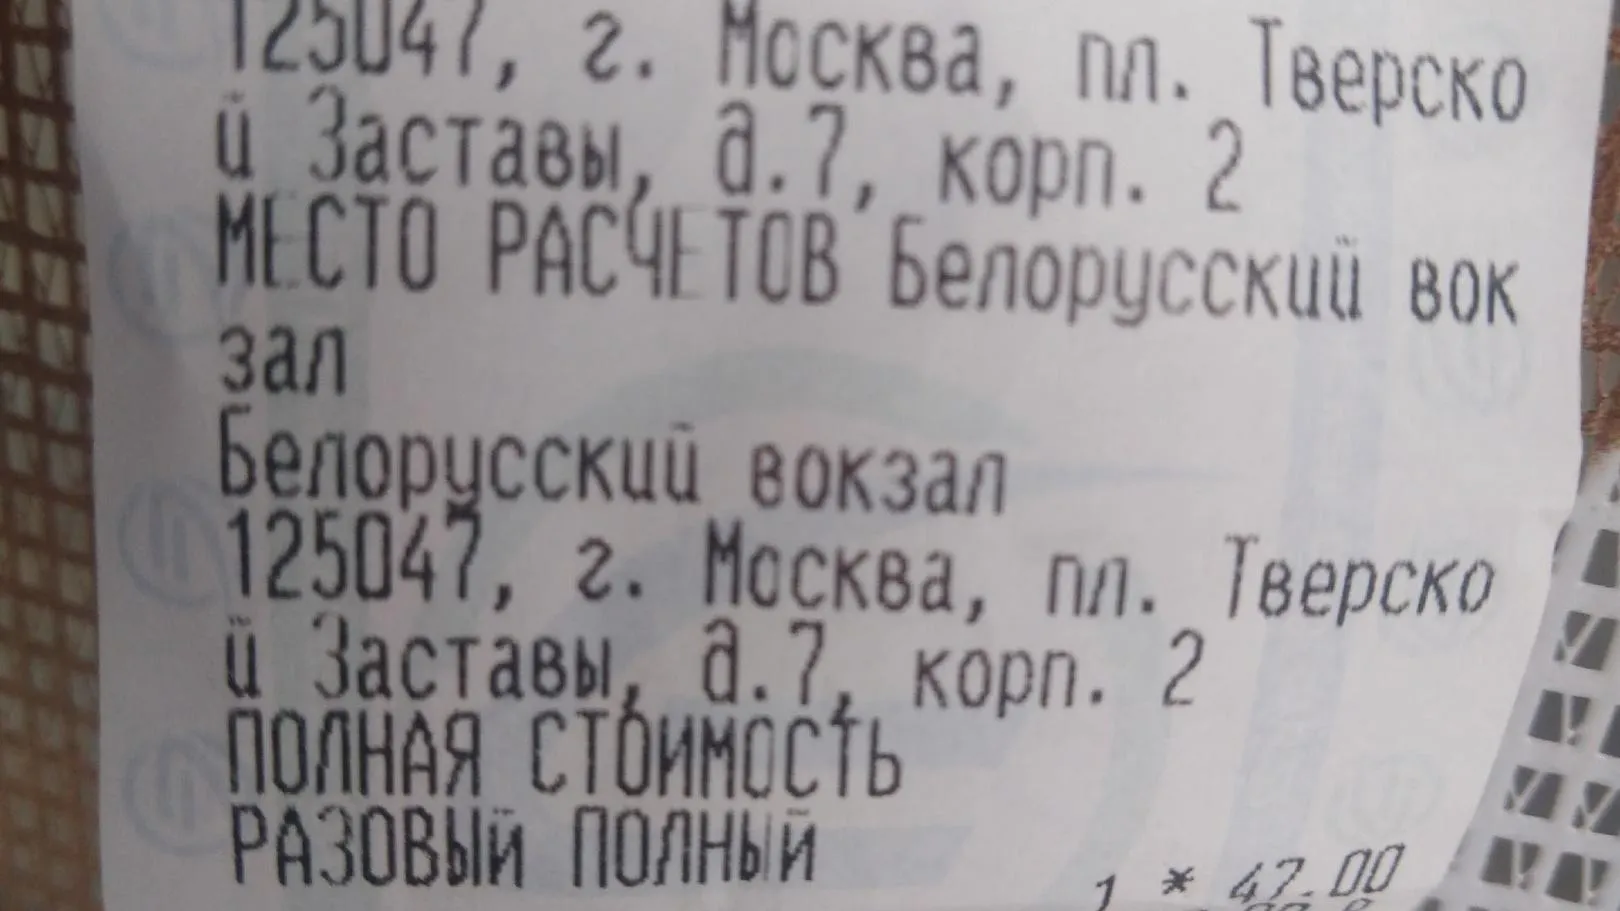 125047, г. Москва, пл. Тверско
й Заставы, д.7, корп. 2
МЕСТО РАСЧЕТОВ Белорусский вок
зал
Белорусский вокзал
125047, г. Москва, пл. Тверско
й Заставы, д.7, корп. 2
ПОЛНАЯ СТОИМОСТЬ
РАЗОВЫЙ ПОЛНЫЙ
1 * 42.00